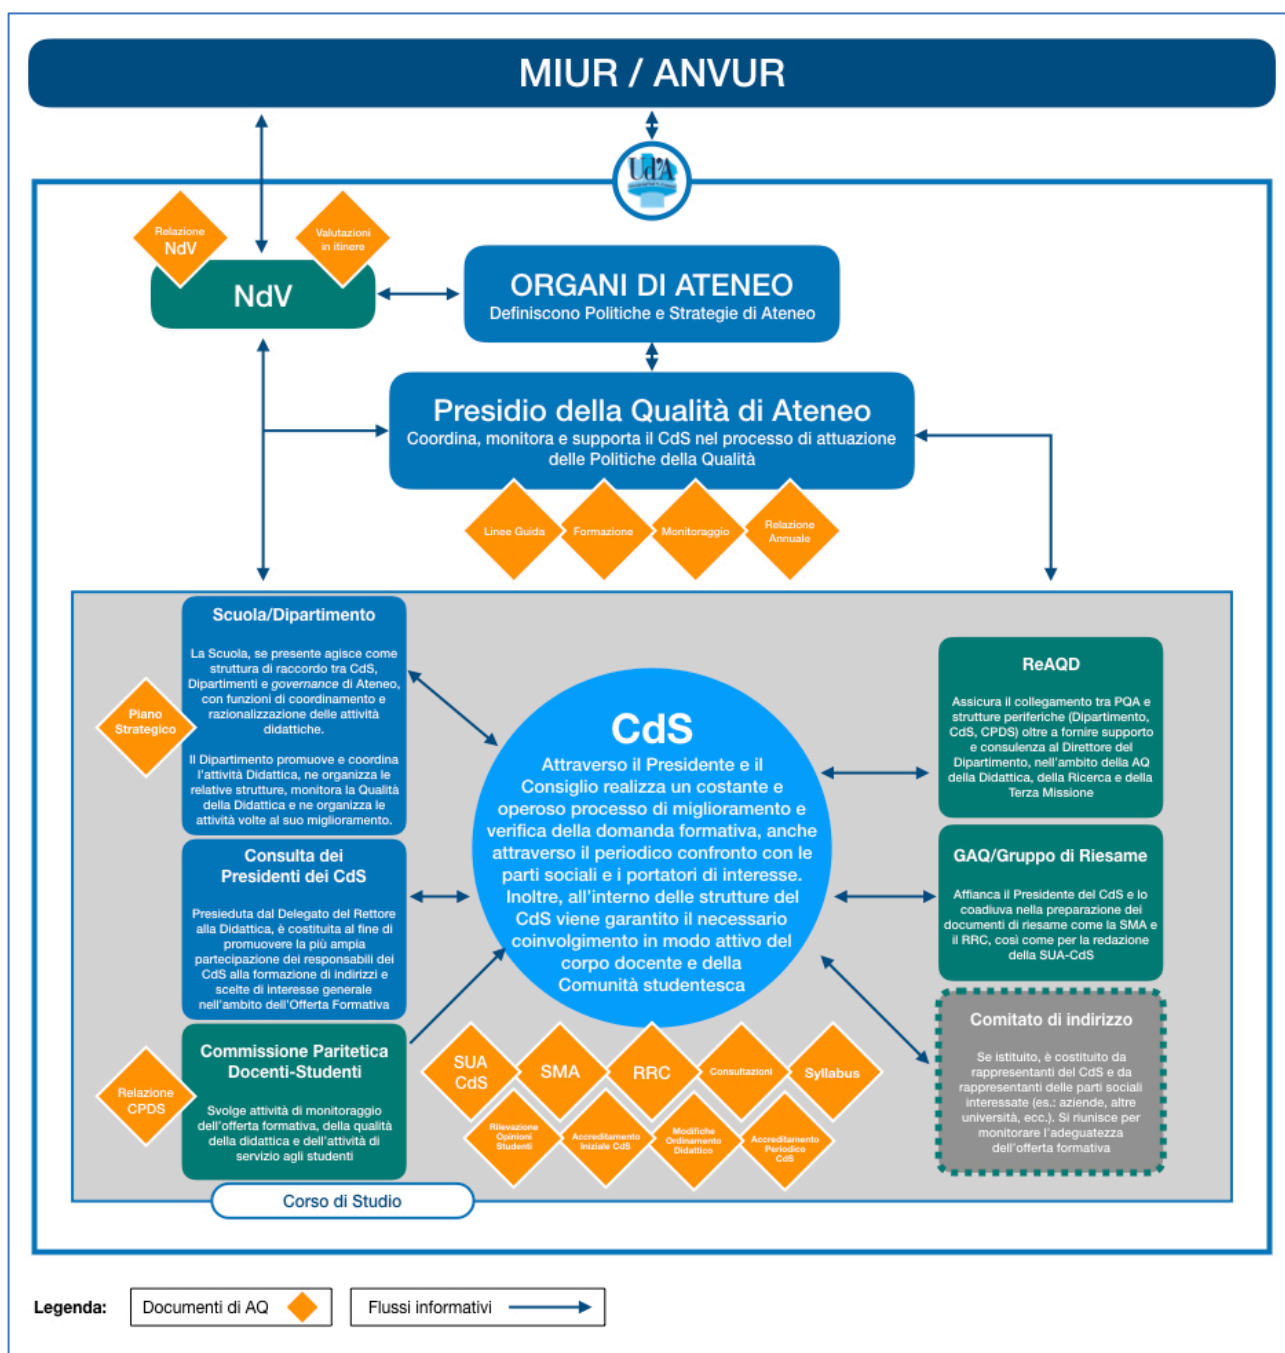 MIUR / ANVUR
Ud'A
Relazione
NdV
Valutazioni
in itinere
NdV
ORGANI DI ATENEO
Definiscono Politiche e Strategie di Ateneo
Presidio della Qualità di Ateneo
Coordina, monitora e supporta il CdS nel processo di attuazione
delle Politiche della Qualità
Linee Guida
Formazione
Monitoraggio
Relazione
Annuale
Scuola/Dipartimento
La Scuola, se presente agisce come
struttura di raccordo tra CdS,
Dipartimenti e governance di Ateneo,
con funzioni di coordinamento e
razionalizzazione delle attività
didattiche.
Il Dipartimento promuove e coordina
l'attività Didattica, ne organizza le
relative strutture, monitora la Qualità
della Didattica e ne organizza le
attività volte al suo miglioramento.
Piano
Strategico
Consulta dei
Presidenti dei CdS
Presieduta dal Delegato del Rettore
alla Didattica, è costituita al fine di
promuovere la più ampia
partecipazione dei responsabili dei
CdS alla formazione di indirizzi e
scelte di interesse generale
nell'ambito dell'Offerta Formativa
Commissione Paritetica
Docenti-Studenti
Svolge attività di monitoraggio
dell'offerta formativa, della qualità
della didattica e dell'attività di
servizio agli studenti
Relazione
CPDS
CdS
Attraverso il Presidente e il
Consiglio realizza un costante e
operoso processo di miglioramento e
verifica della domanda formativa, anche
attraverso il periodico confronto con le
parti sociali e i portatori di interesse.
Inoltre, all'interno delle strutture del
CdS viene garantito il necessario
coinvolgimento in modo attivo del
corpo docente e della
Comunità studentesca
SUA
CdS
SMA
RRC
Consultazioni
Syllabus
Rilevazione
Opinioni
Studenti
Accreditamento
Iniziale CdS
Modifiche
Ordinamento
Didattico
Accreditamento
Periodico
CdS
ReAQD
Assicura il collegamento tra PQA e
strutture periferiche (Dipartimento,
CdS, CPDS) oltre a fornire supporto
e consulenza al Direttore del
Dipartimento, nell'ambito della AQ
della Didattica, della Ricerca e della
Terza Missione
GAQ/Gruppo di Riesame
Affianca il Presidente del CdS e lo
coadiuva nella preparazione dei
documenti di riesame come la SMA e
il RRC, così come per la redazione
della SUA-CdS
Comitato di indirizzo
Se istituito, è costituito da
rappresentanti del CdS e da
rappresentanti delle parti sociali
interessate (es.: aziende, altre
università, ecc.). Si riunisce per
monitorare l'adeguatezza
dell'offerta formativa
Corso di Studio
Legenda:
Documenti di AQ
Flussi informativi